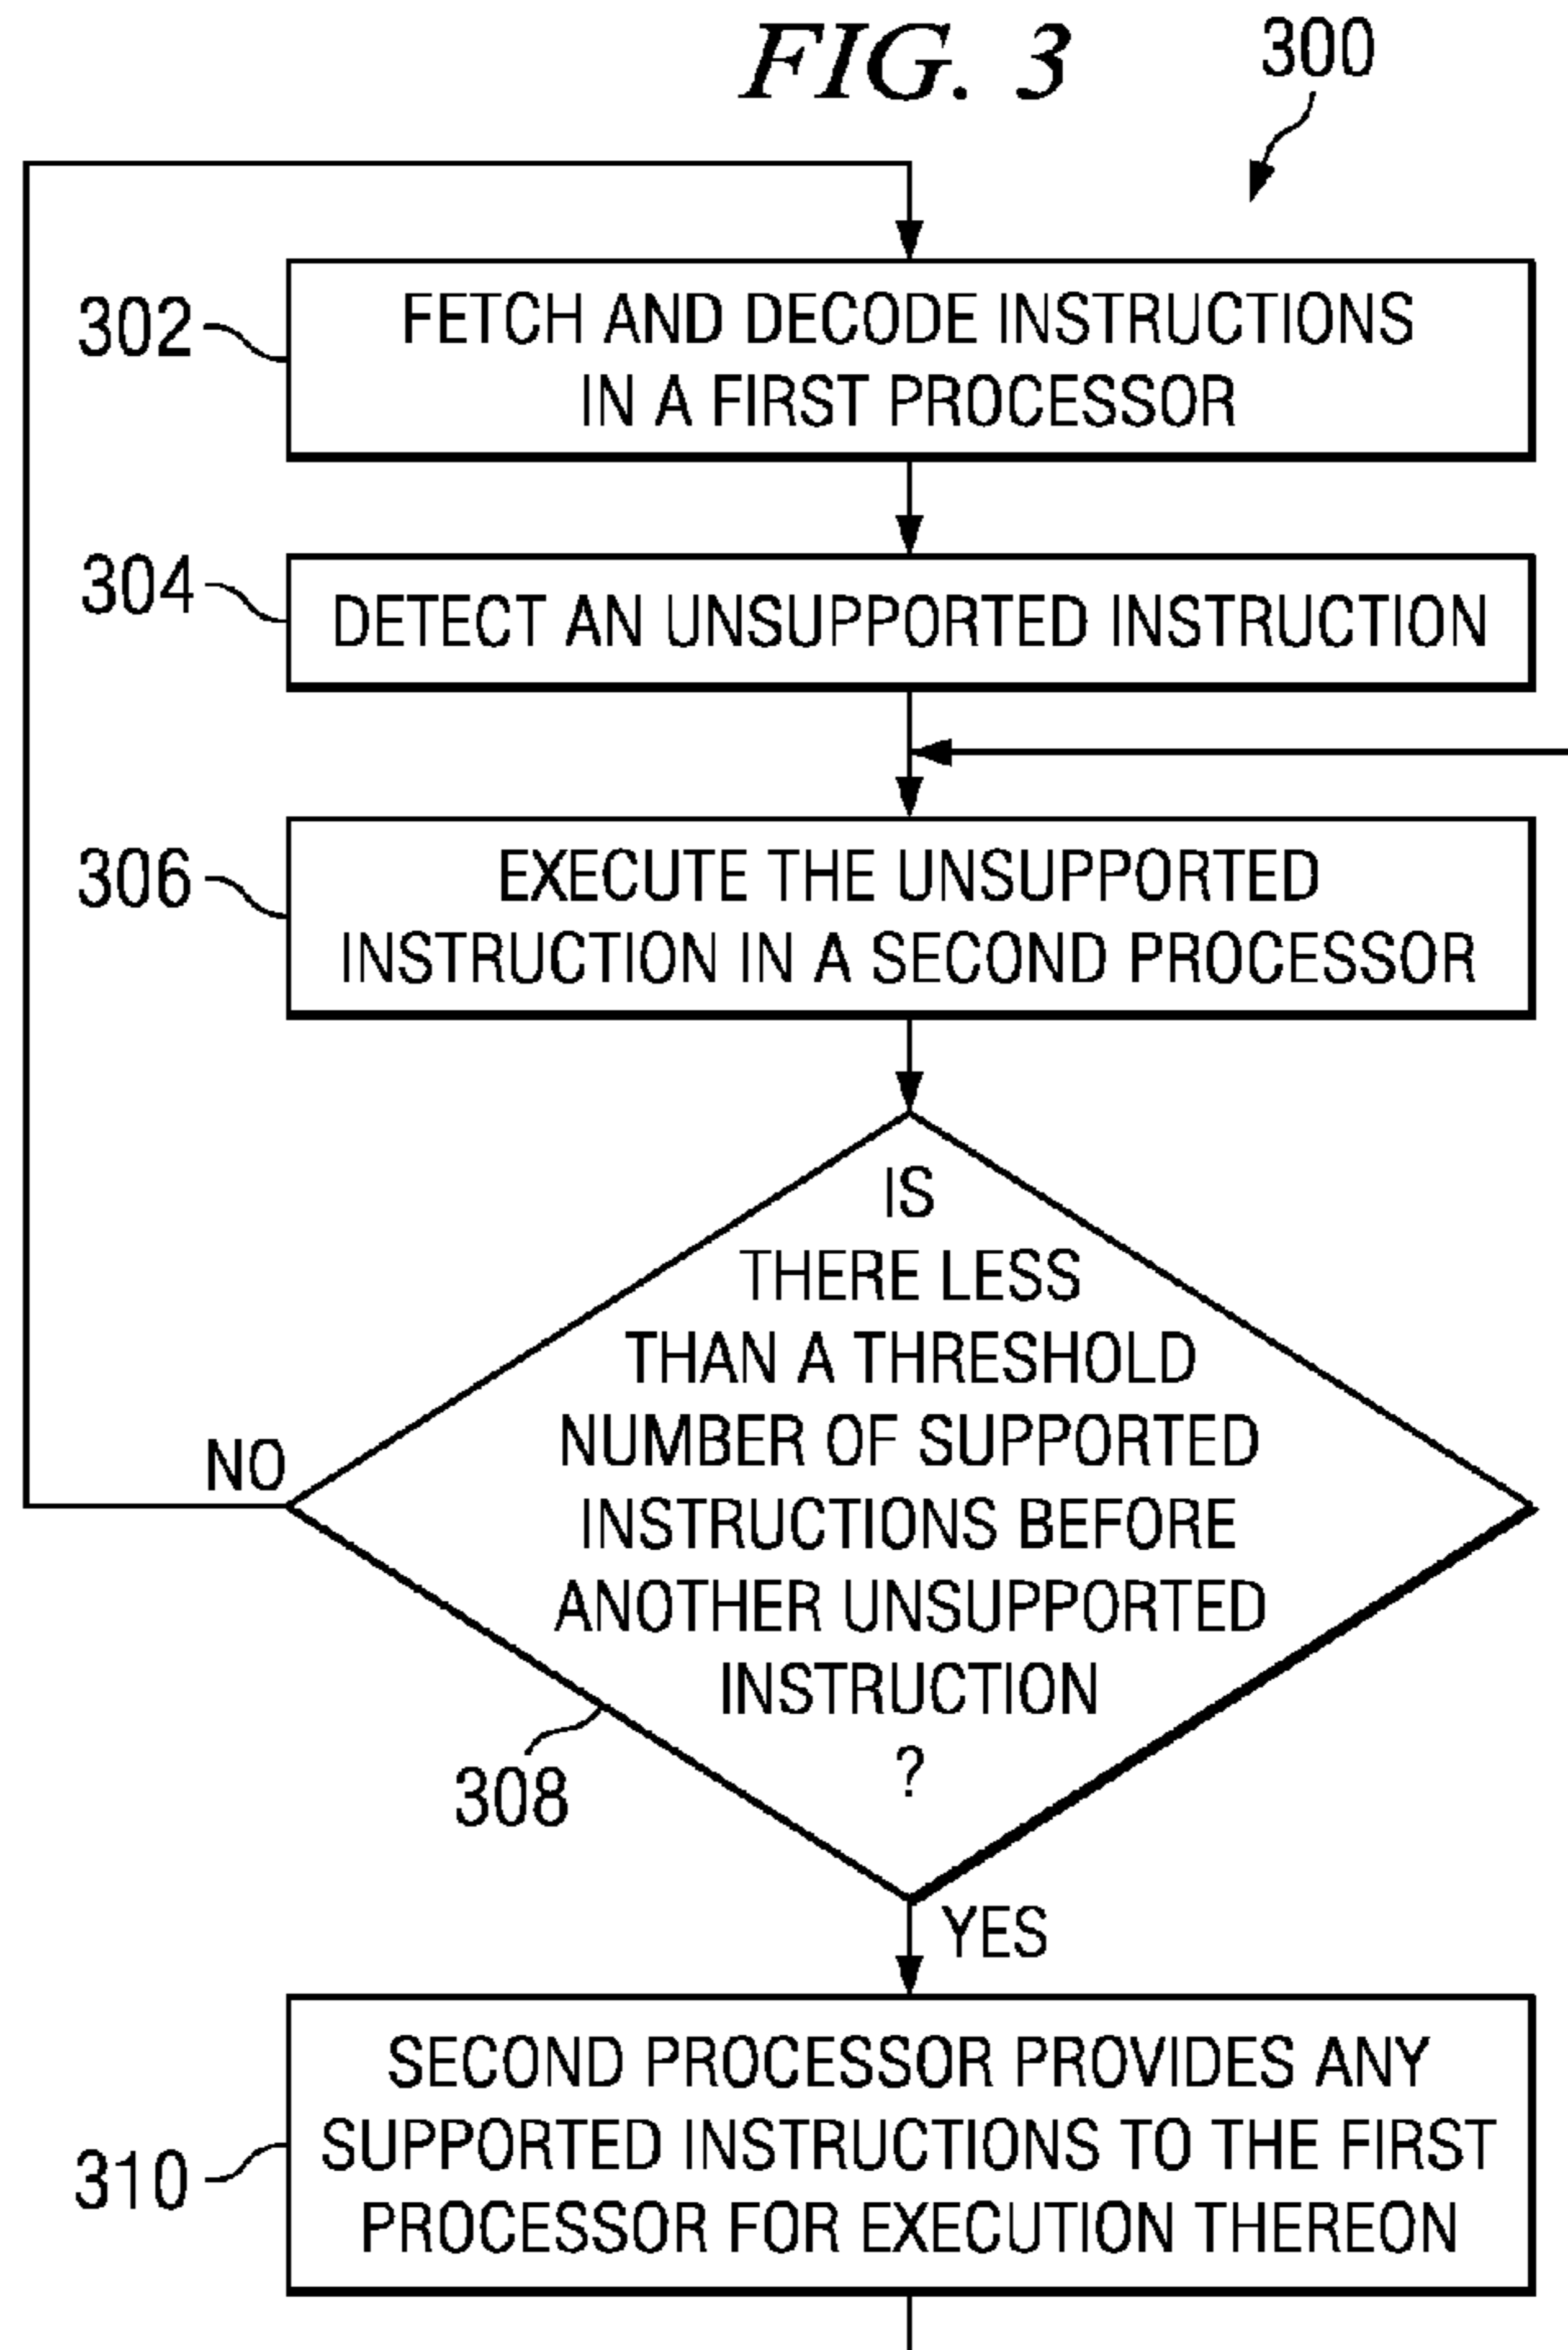 FIG. 3
300
302
FETCH AND DECODE INSTRUCTIONS
IN A FIRST PROCESSOR
304
DETECT AN UNSUPPORTED INSTRUCTION
306
EXECUTE THE UNSUPPORTED
INSTRUCTION IN A SECOND PROCESSOR
IS
THERE LESS
THAN A THRESHOLD
NUMBER OF SUPPORTED
INSTRUCTIONS BEFORE
ANOTHER UNSUPPORTED
INSTRUCTION
?
NO
308
YES
310
SECOND PROCESSOR PROVIDES ANY
SUPPORTED INSTRUCTIONS TO THE FIRST
PROCESSOR FOR EXECUTION THEREON